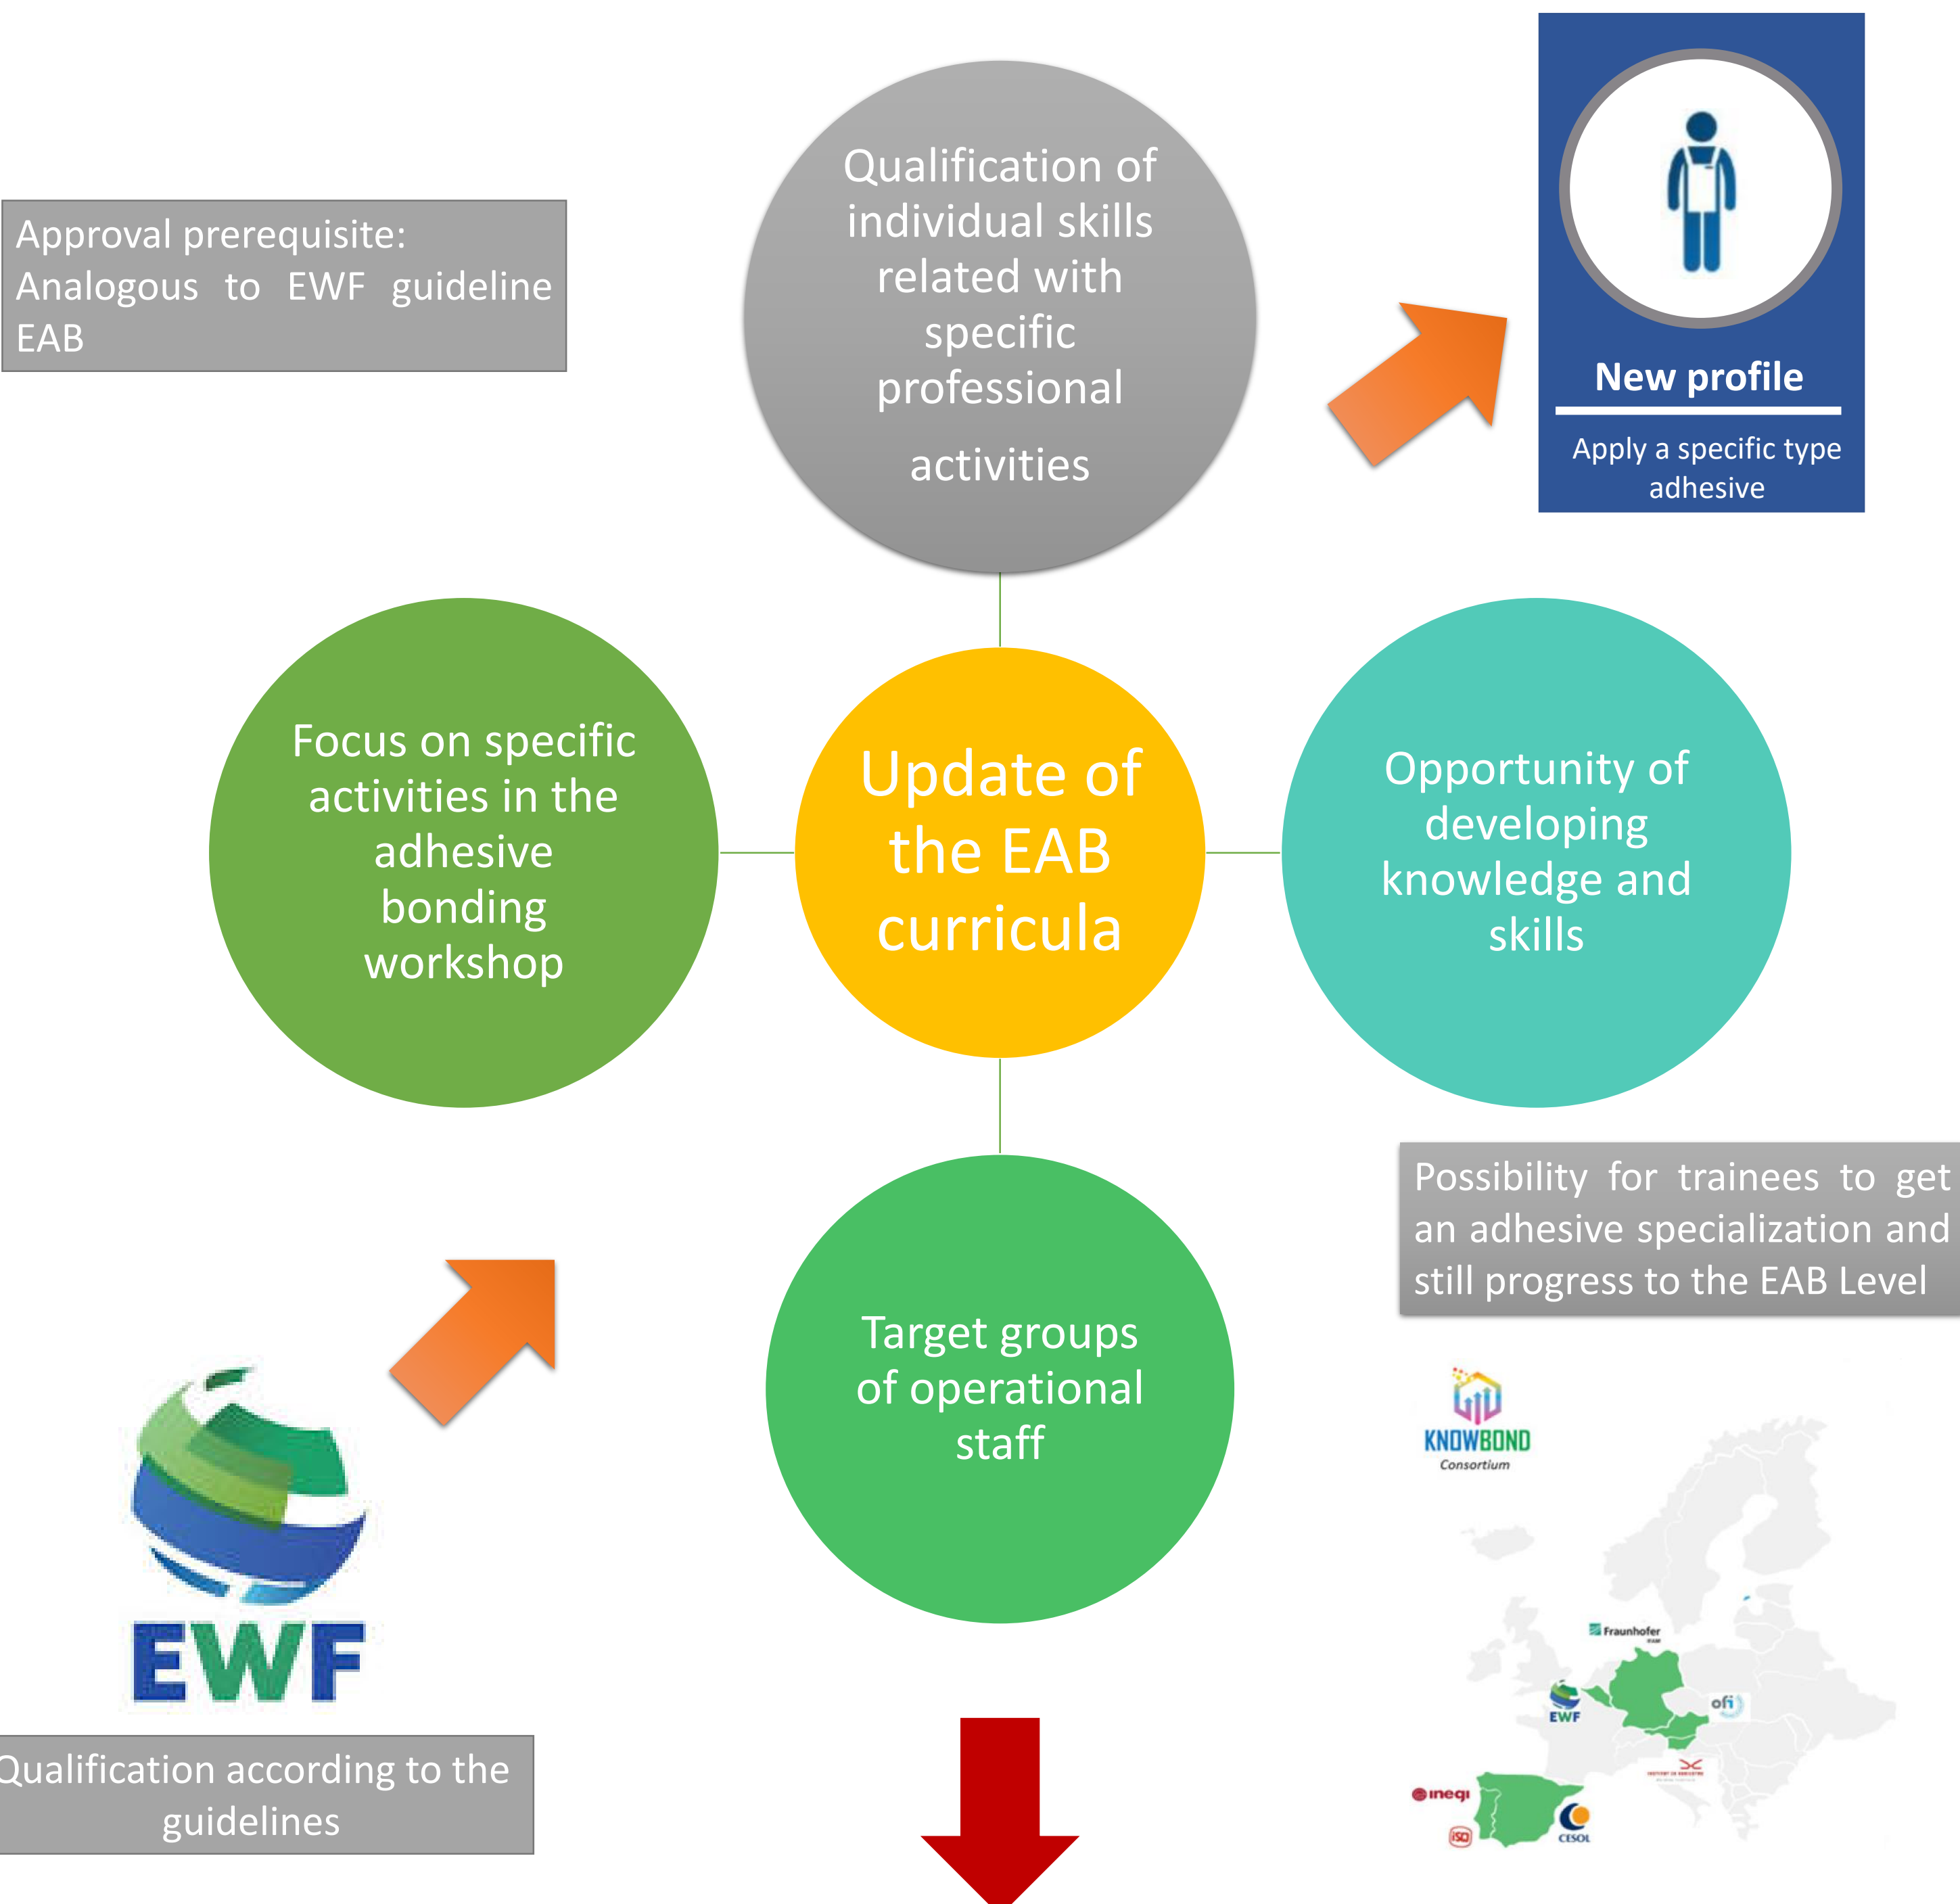 Approval prerequisite:
Analogous to EWF guideline
EAB
Qualification of
individual skills
related with
specific
professional
activities
New profile
Apply a specific type
adhesive
Focus on specific
activities in the
adhesive
bonding
workshop
Update of
the EAB
curricula
Opportunity of
developing
knowledge and
skills
Possibility for trainees to get
an adhesive specialization and
still progress to the EAB Level
Target groups
of operational
staff
EWF
Qualification according to the
guidelines
KNOWBOND
Consortium
Fraunhofer
EWF
ofi
inegi
isq
CESOL